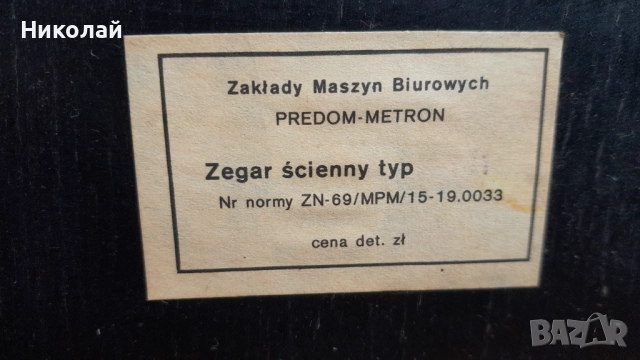 Николай
Zakłady Maszyn Biurowych
PREDOM-METRON
Zegar ścienny typ
Nr normy ZN-69/MPM/15-19.0033
cena det. zł
BAZAR